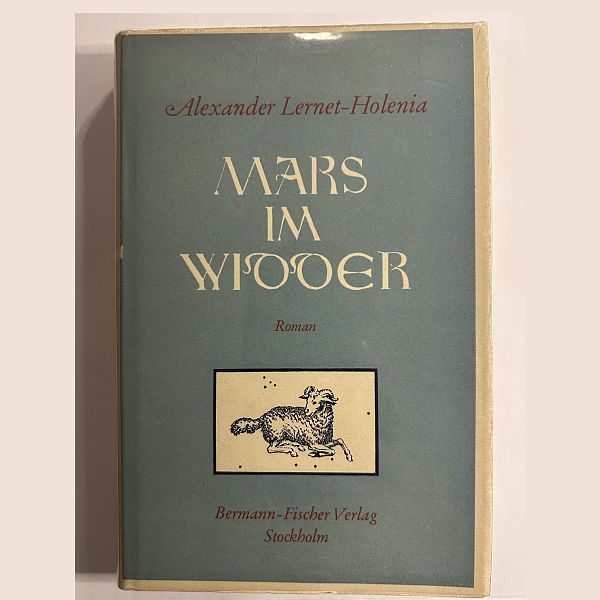 Alexander Lernet-Holenia
MARS
IM
WIDDER
Roman
Bermann-Fischer Verlag
Stockholm